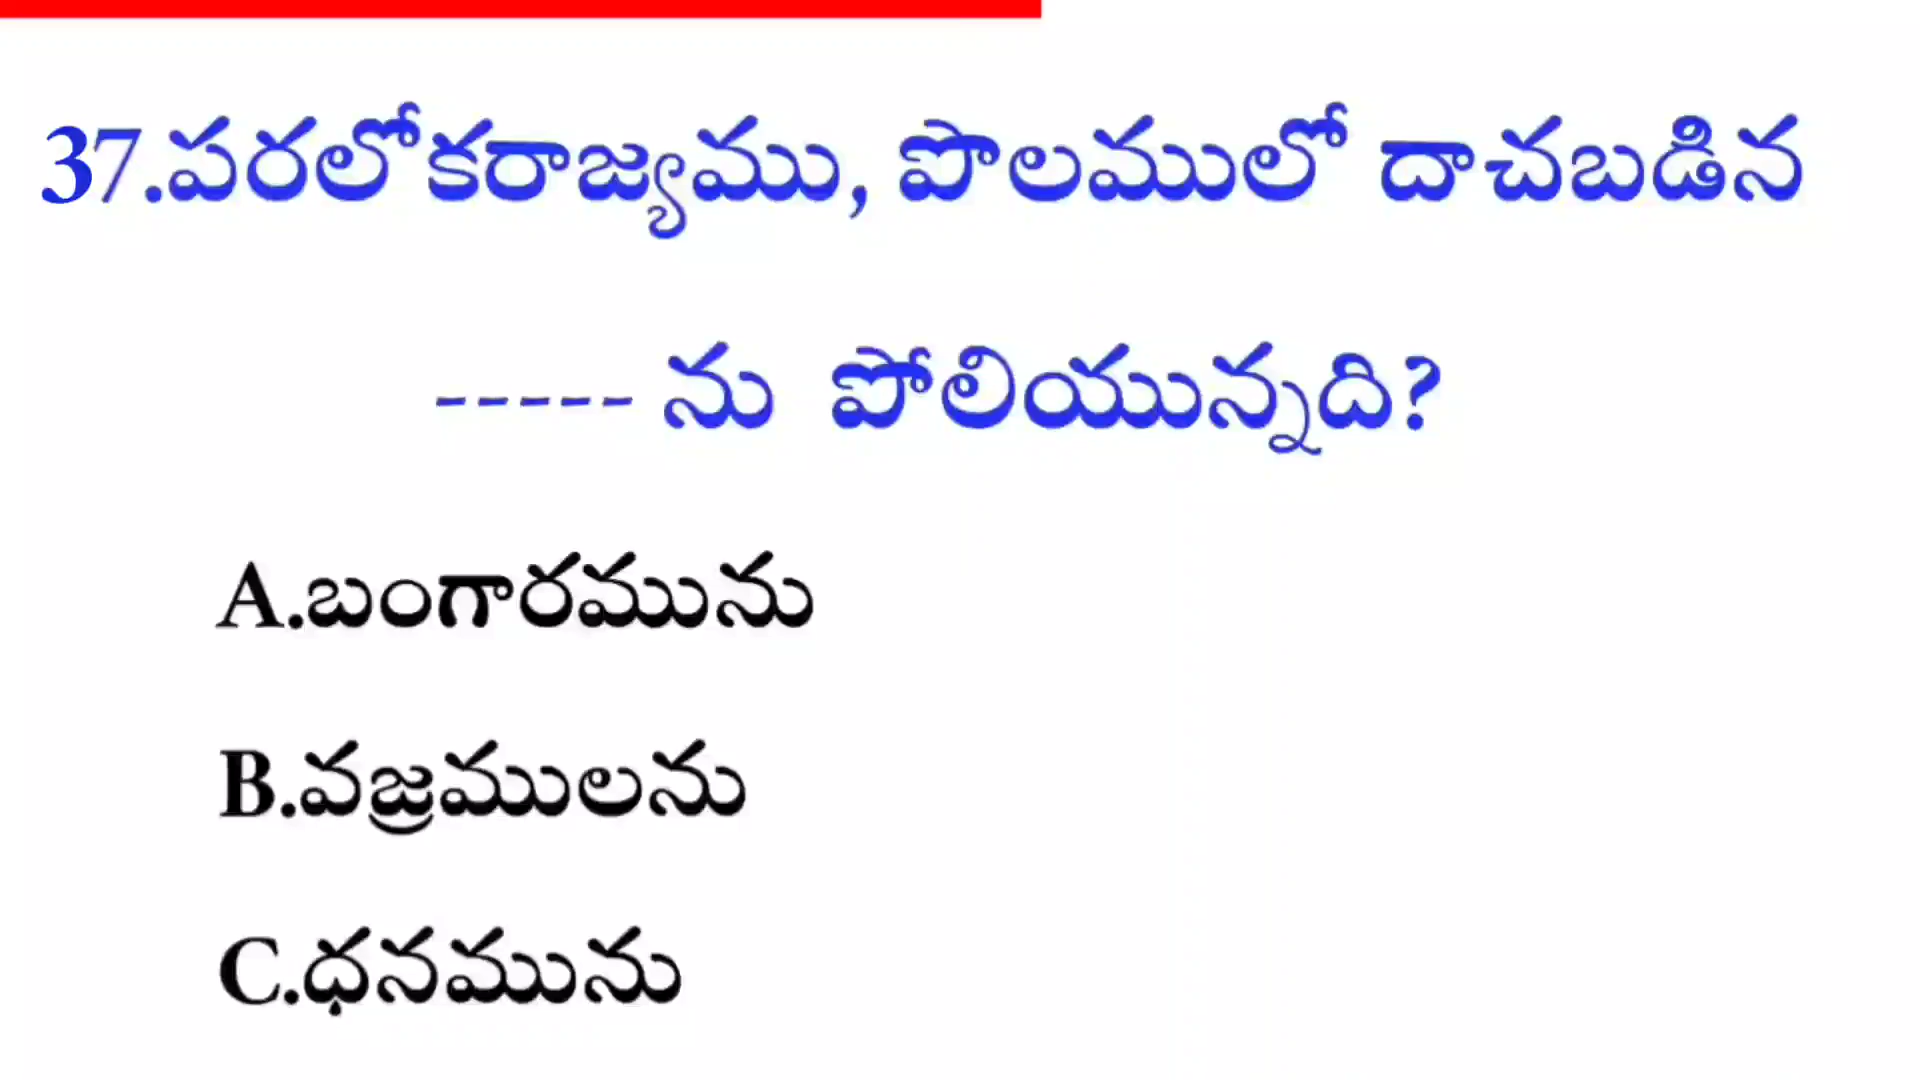 37.పరలోకరాజ్యము, పొలములో దాచబడిన
----- ను పోలియున్నది?
A.బంగారమును
B.వజ్రములను
C.ధనమును